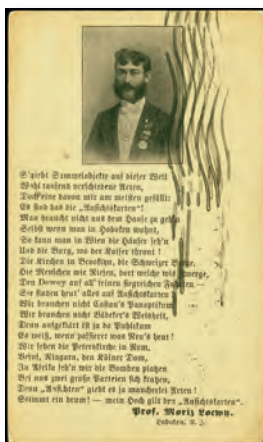 S'giebt Sammelobjekte auf dieser Welt
Wohl tausend verschiedene Arten,
Doch eine davon mir am meisten gefällt:
Es sind das die „Ansichtskarten"!
Man braucht nicht aus dem Hause zu gehn
Selbst wenn man in Hoboken wohnt,
So kann man in Wien die Häuser seh'n
Und die Burg, wo der Kaiser thront!
Die Kirchen in Brooklyn, die Schweizer
Die Menschen wie Riesen, dort welche wie Zwerge,
Den Dewey auf all' seinen siegreichen Fahrten —
Sie finden heut' alles auf Ansichtskarten
Wir brauchen nicht Castan's Panoptikum
Wir brauchen nicht Bädeker's Weisheit,
Denn aufgeklärt ist ja das Publikum
Es weiß, wenn passiert was Neu's heut!
Wir sehen die Peterskirche in Rom,
Niagara, den Kölner Dom,
In Afrika seh'n wir die Bomben platzen
Bei uns zwei große Parteien sich kratzen,
Denn „Ansichten" giebt es ja mancherlei Arten!
Stimmt ein drum! — mein Hoch gilt den „Ansichtskarten".
Prof. Moriz Loewy.
Hoboken, N. J.